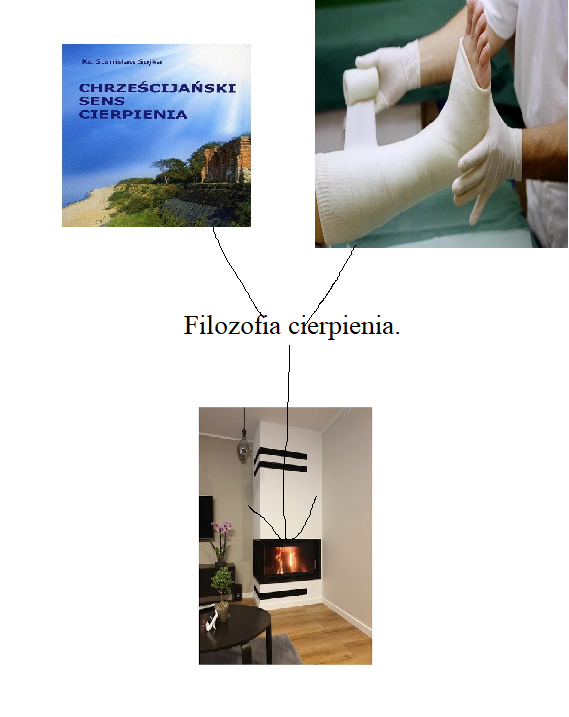 Ks. Stanisław Sojka
CHRZEŚCIJAŃSKI
SENS
CIERPIENIA
Filozofia cierpienia.